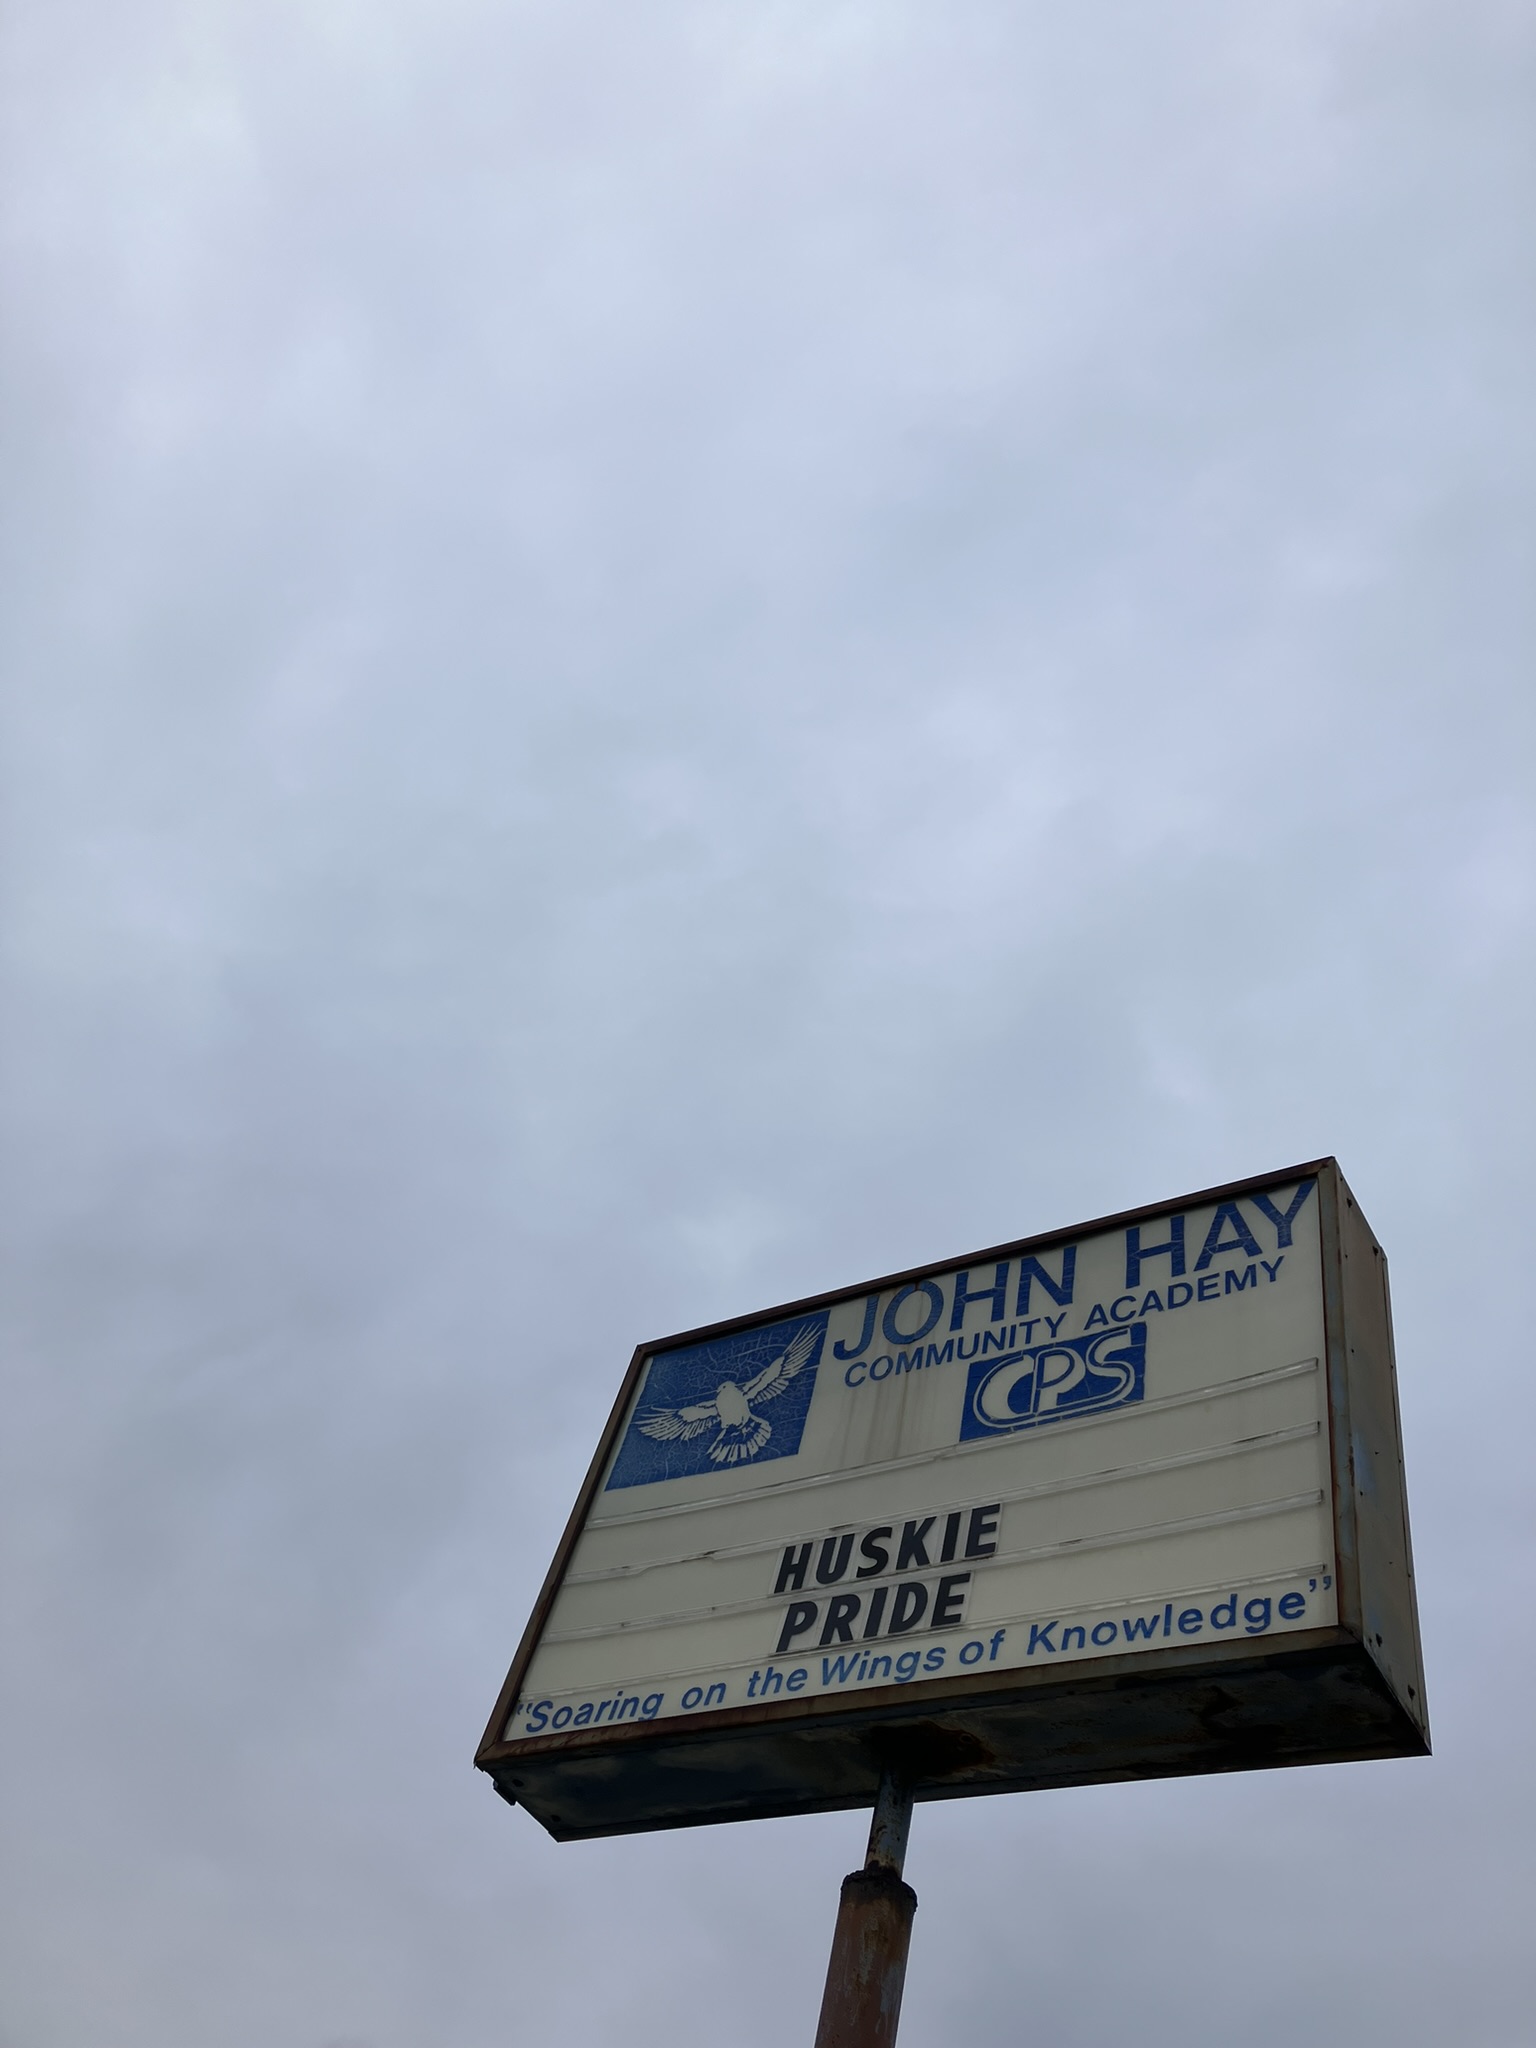 JOHN HAY
COMMUNITY ACADEMY
CPS
HUSKIE
PRIDE
"Soaring on the Wings of Knowledge"